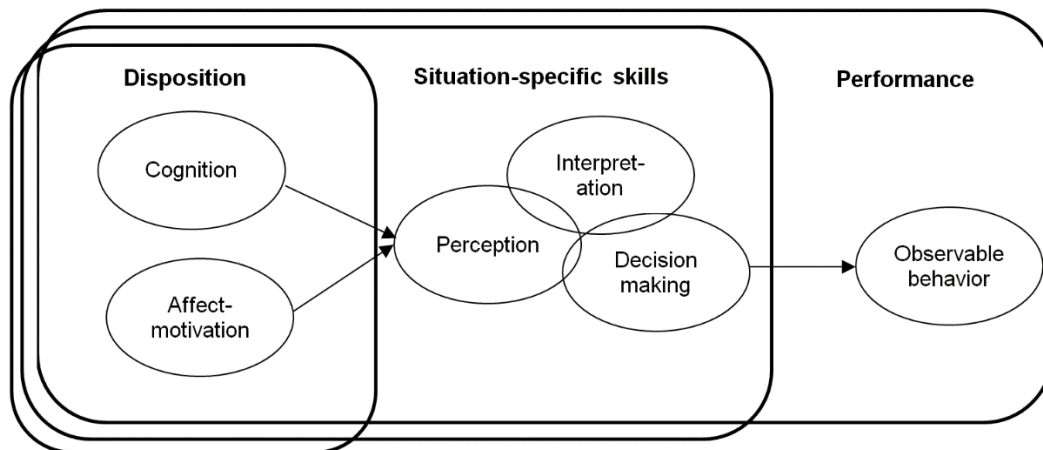 Disposition
Situation-specific skills
Performance
Cognition
Affect-
motivation
Perception
Interpret-
ation
Decision
making
Observable
behavior